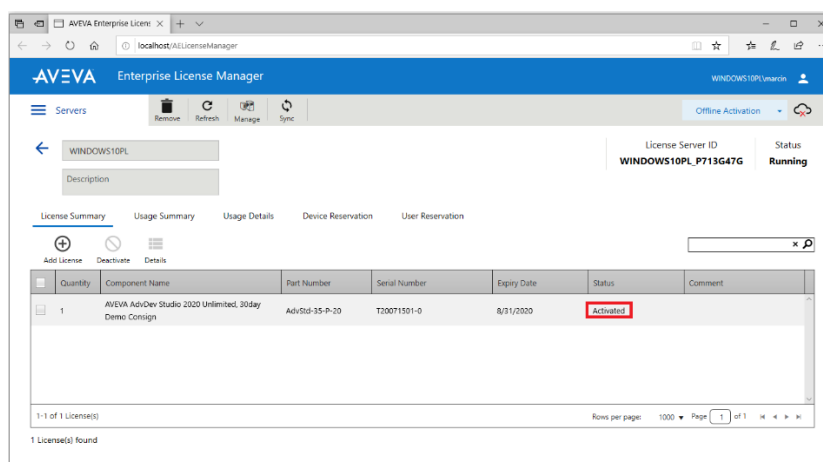 AVEVA Enterprise Licens
localhost/AELicenseManager
AVEVA Enterprise License Manager
WINDOWS10PL\marcin
Servers
Remove Refresh Manage Sync
Offline Activation
WINDOWS10PL
License Server ID Status
WINDOWS10PL_P713G47G Running
Description
License Summary Usage Summary Usage Details Device Reservation User Reservation
Add License Deactivate Details
Quantity Component Name Part Number Serial Number Expiry Date Status Comment
1 AVEVA AdvDev Studio 2020 Unlimited, 30day AdvStd-35-P-20 T20071501-0 8/31/2020 Activated
Demo Consign
1-1 of 1 License(s) Rows per page: 1000 Page 1 of 1
1 License(s) found